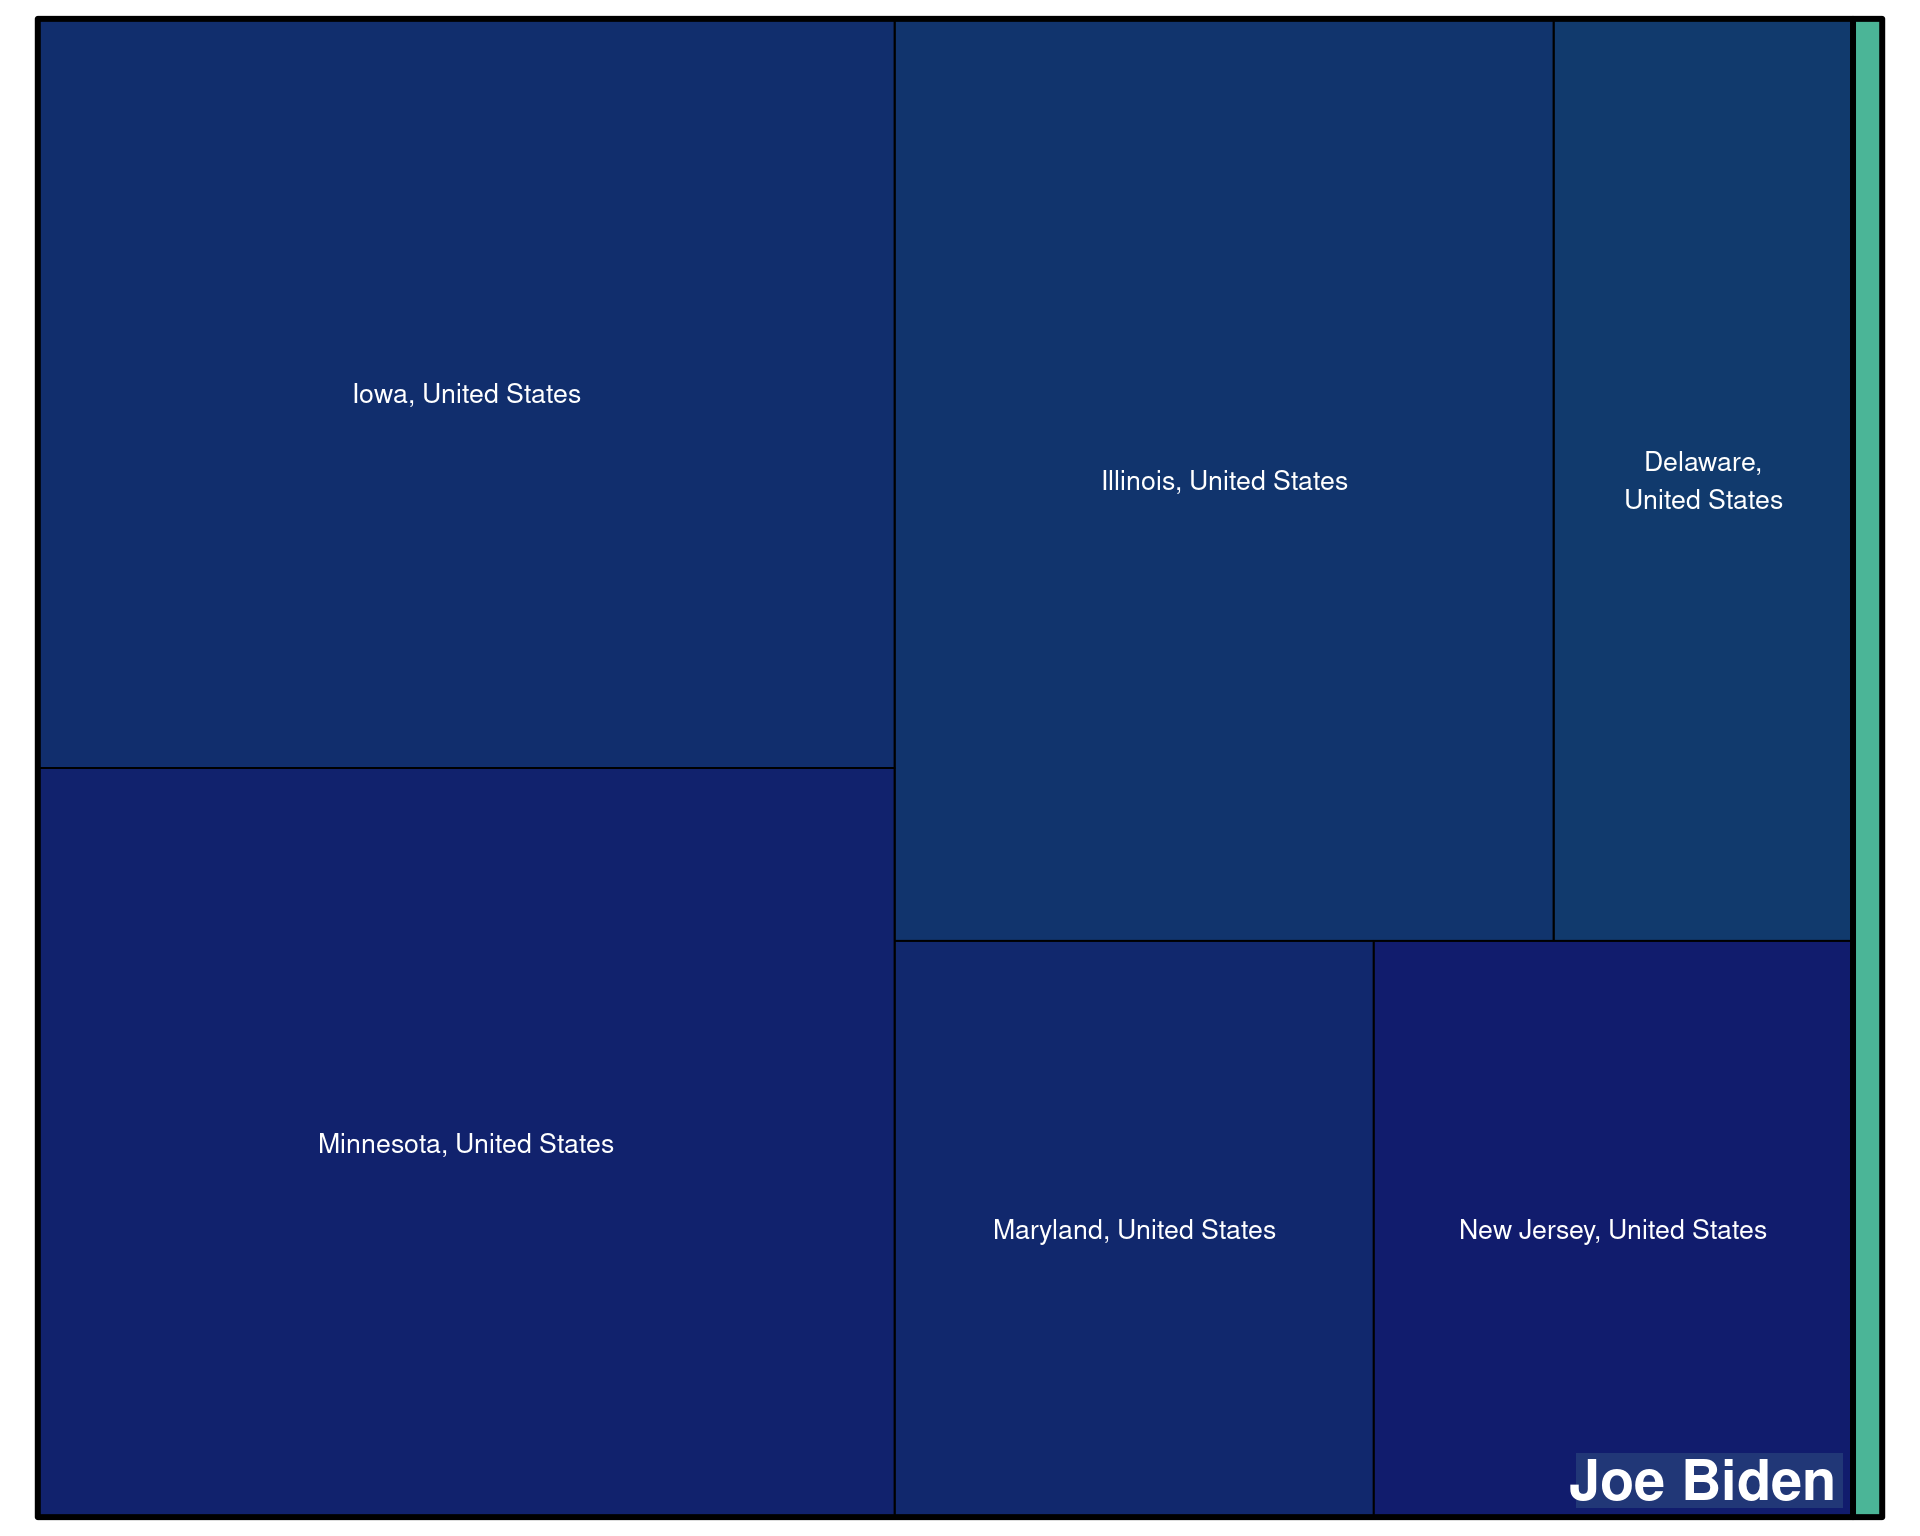 Iowa, United States
Illinois, United States
Delaware,
United States
Minnesota, United States
Maryland, United States
New Jersey, United States
Joe Biden